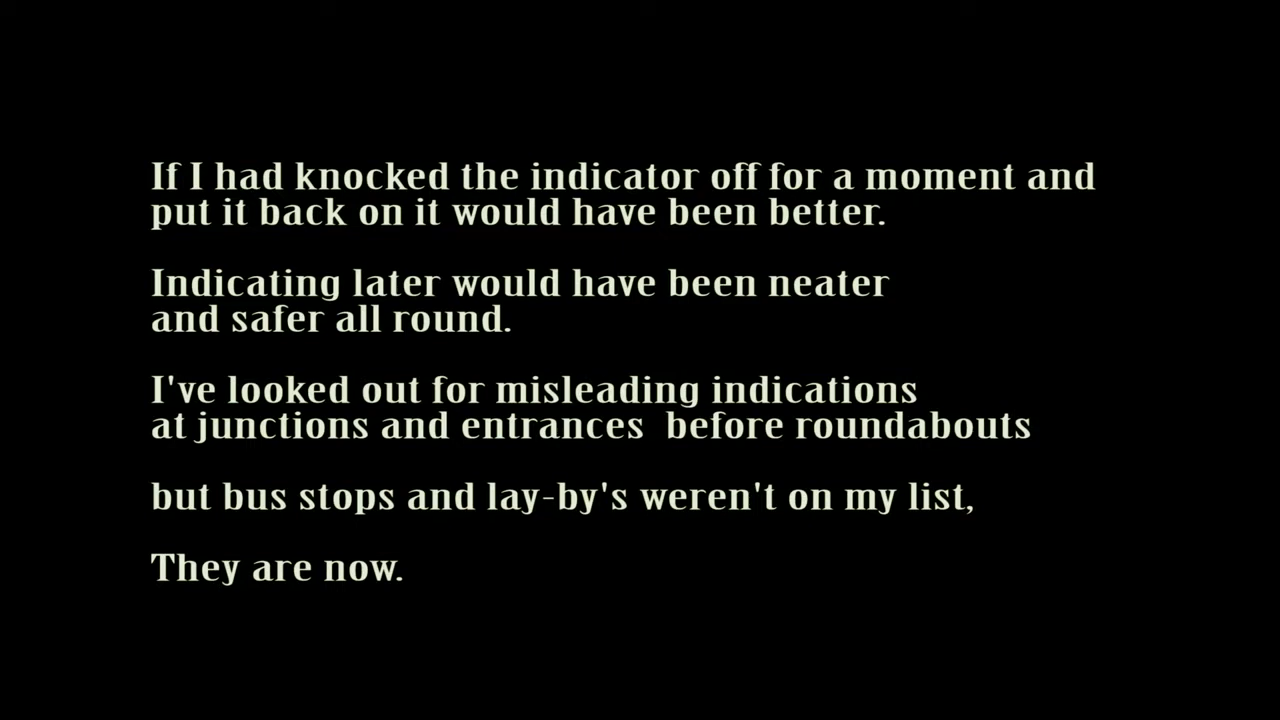 If I had knocked the indicator off for a moment and
put it back on it would have been better.
Indicating later would have been neater
and safer all round.
I've looked out for misleading indications
at junctions and entrances  before roundabouts
but bus stops and lay-by's weren't on my list,
They are now.